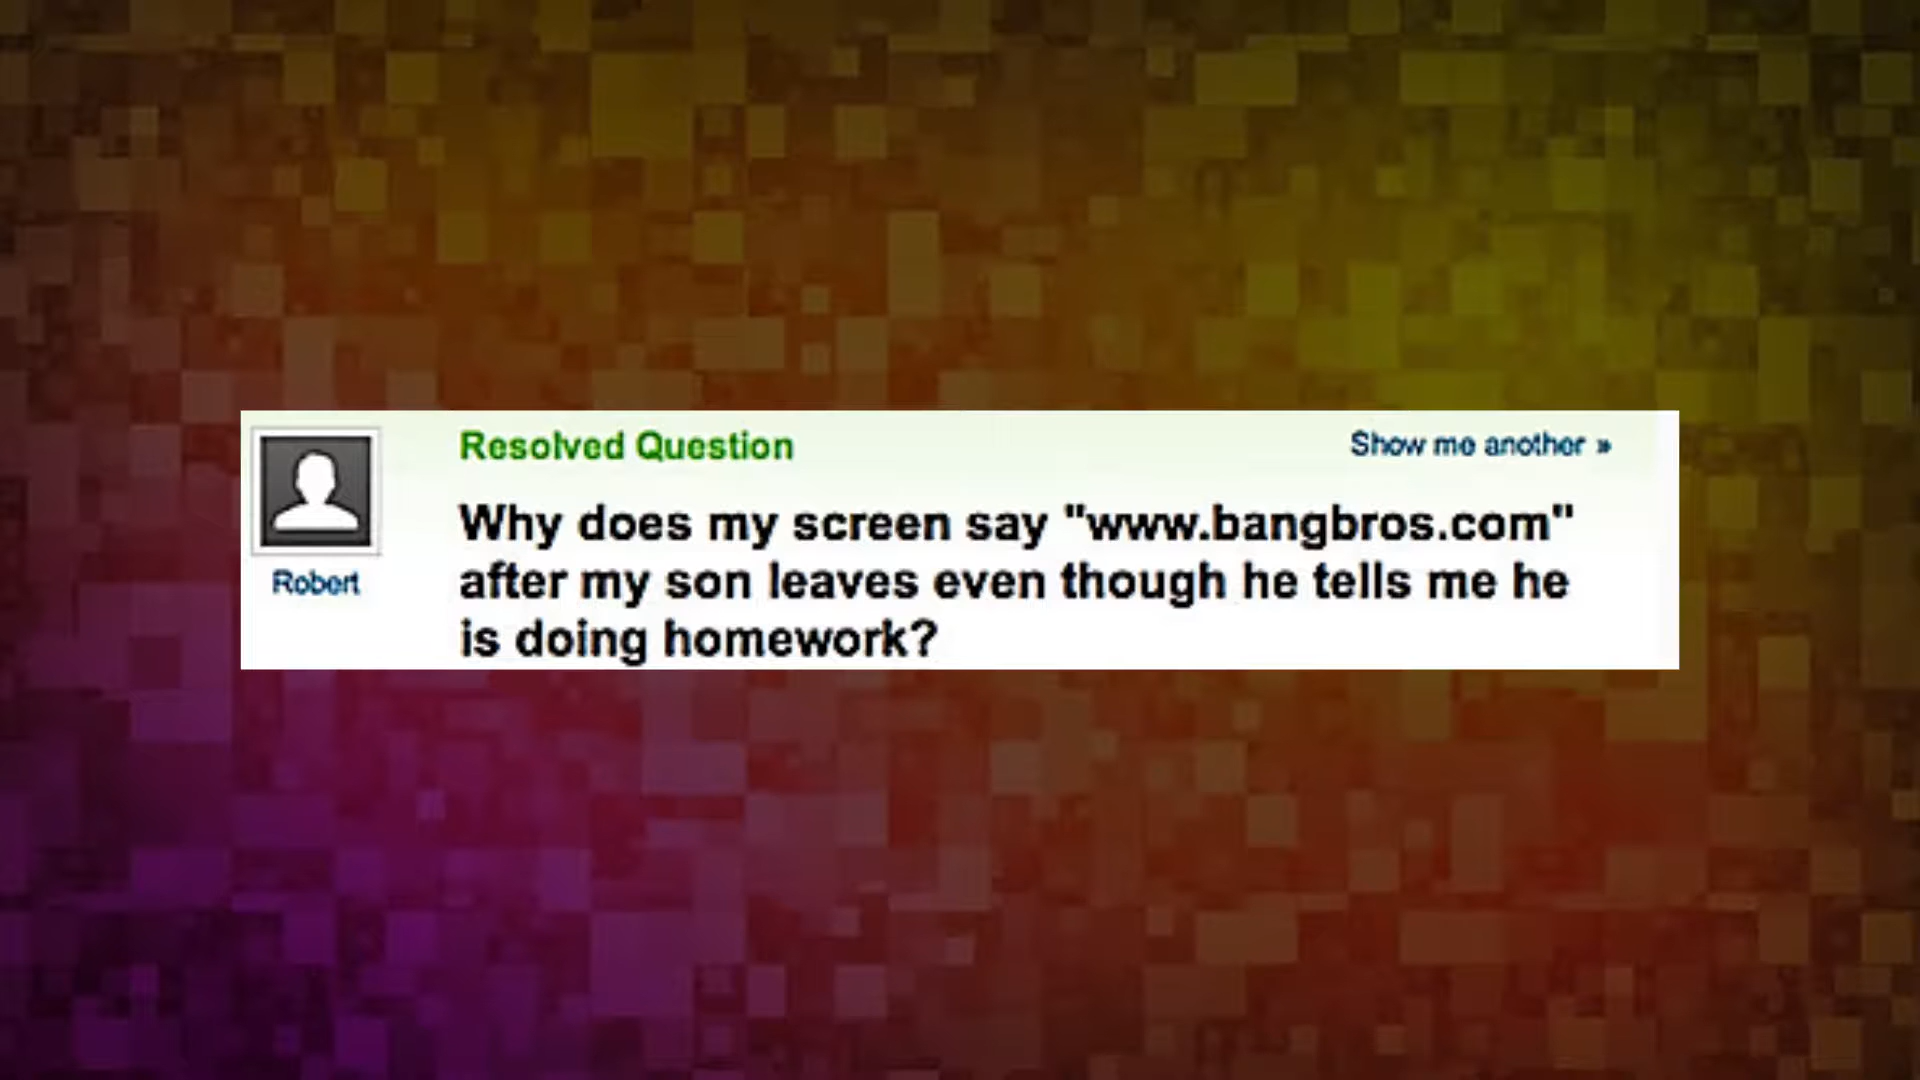 Resolved Question
Show me another »
Why does my screen say "www.bangbros.com"
after my son leaves even though he tells me he
is doing homework?
Robert